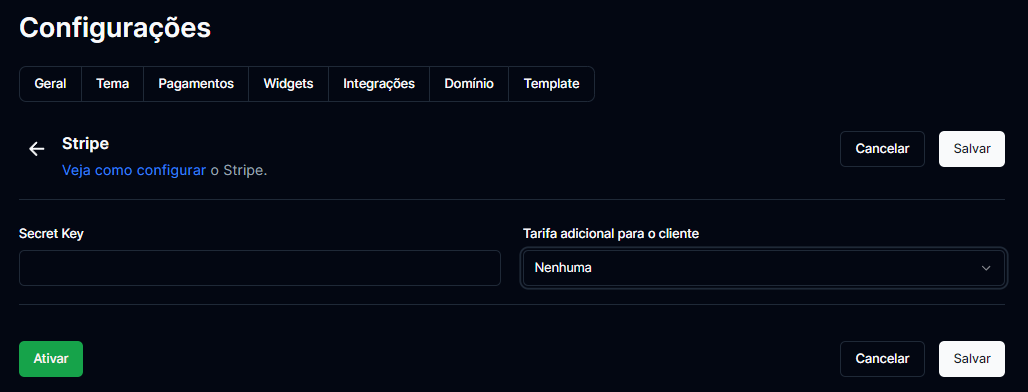 Configurações
Geral Tema Pagamentos Widgets Integrações Domínio Template
Stripe
Veja como configurar o Stripe.
Cancelar Salvar
Secret Key Tarifa adicional para o cliente
Nenhuma
Ativar Cancelar Salvar